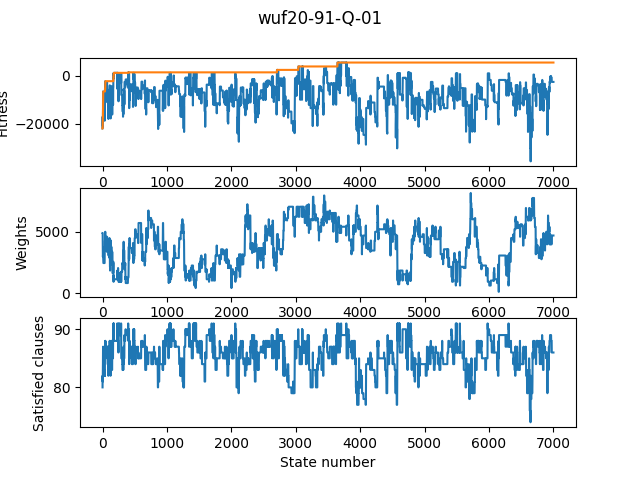 wuf20-91-Q-01
Fitness
0
−20000
0 1000 2000 3000 4000 5000 6000 7000
Weights
5000
0
0 1000 2000 3000 4000 5000 6000 7000
Satisfied clauses
90
80
0 1000 2000 3000 4000 5000 6000 7000
State number